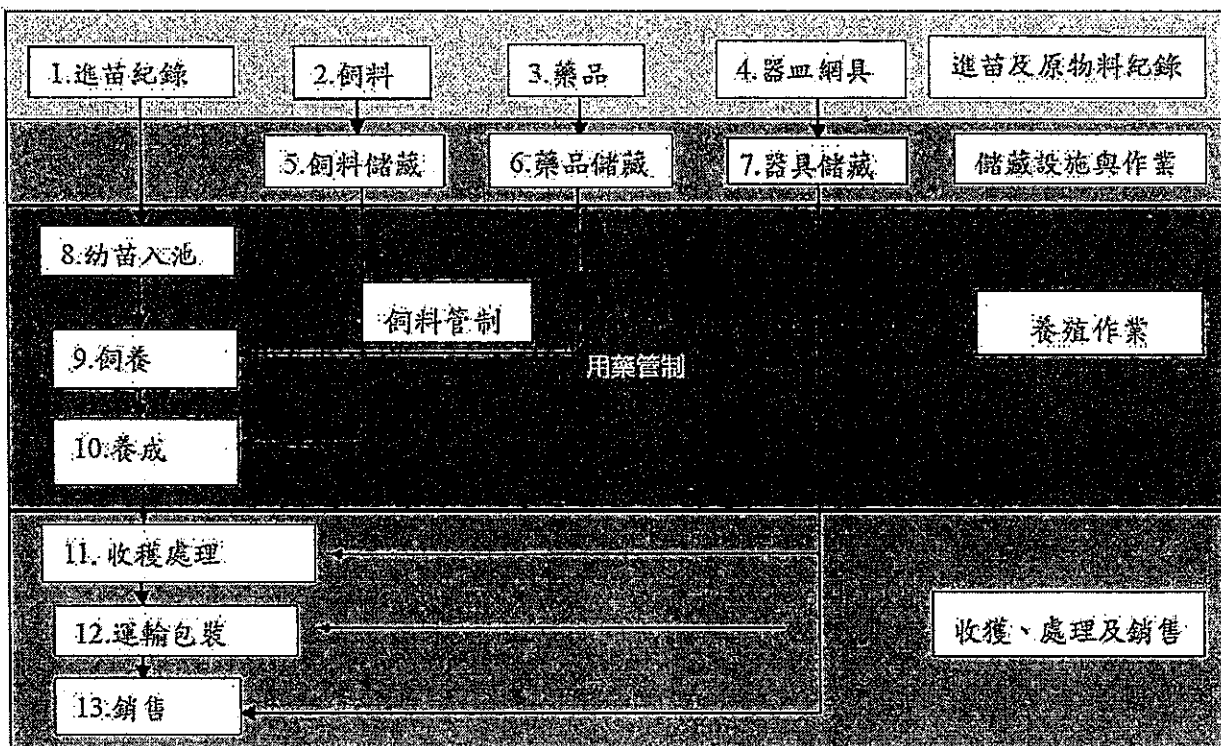 1.進苗紀錄
2.飼料
3.藥品
4.器皿網具
進苗及原物料紀錄
5.飼料儲藏
6.藥品儲藏
7.器具儲藏
儲藏設施與作業
8.幼苗入池
飼料管制
養殖作業
9.飼養
用藥管制
10.養成
11.收穫處理
12.運輸包裝
收獲、處理及銷售
13.銷售